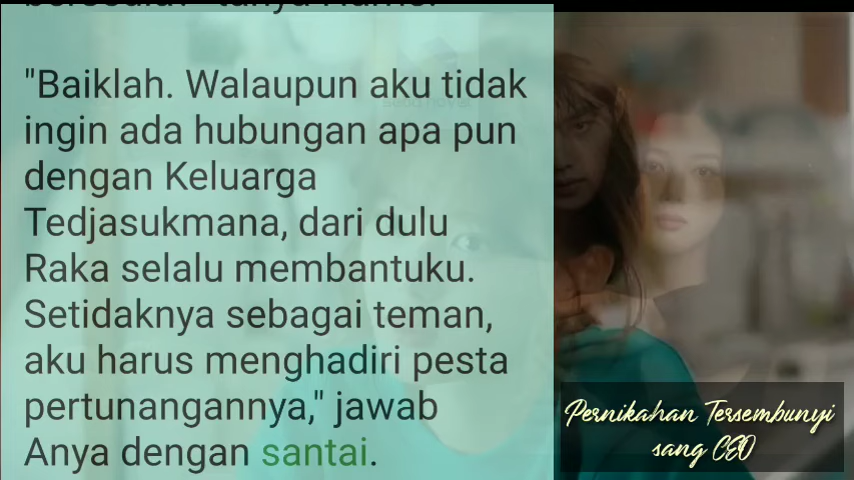 "Baiklah. Walaupun aku tidak
ingin ada hubungan apa pun
dengan Keluarga
Tedjasukmana, dari dulu
Raka selalu membantuku.
Setidaknya sebagai teman,
aku harus menghadiri pesta
pertunangannya," jawab
Anya dengan santai.
Pernikahan Tersembunyi
sang CEO